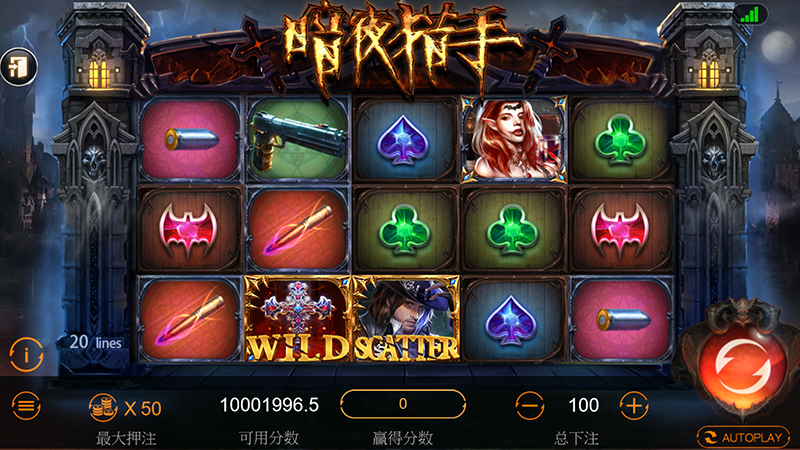 暗夜枪手
WILD
SCATTER
20 lines
i
X 50
10001996.5
0
100
最大押注
可用分数
赢得分数
总下注
AUTOPLAY